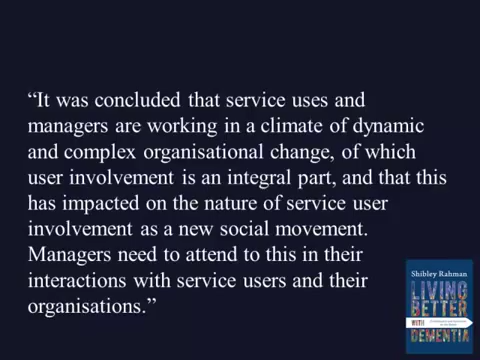 “It was concluded that service uses and
managers are working in a climate of dynamic
and complex organisational change, of which
user involvement is an integral part, and that this
has impacted on the nature of service user
involvement as a new social movement.
Managers need to attend to this in their
interactions with service users and their
organisations.”
Shibley Rahman
LIVING
BETTER
WITH
DEMENTIA